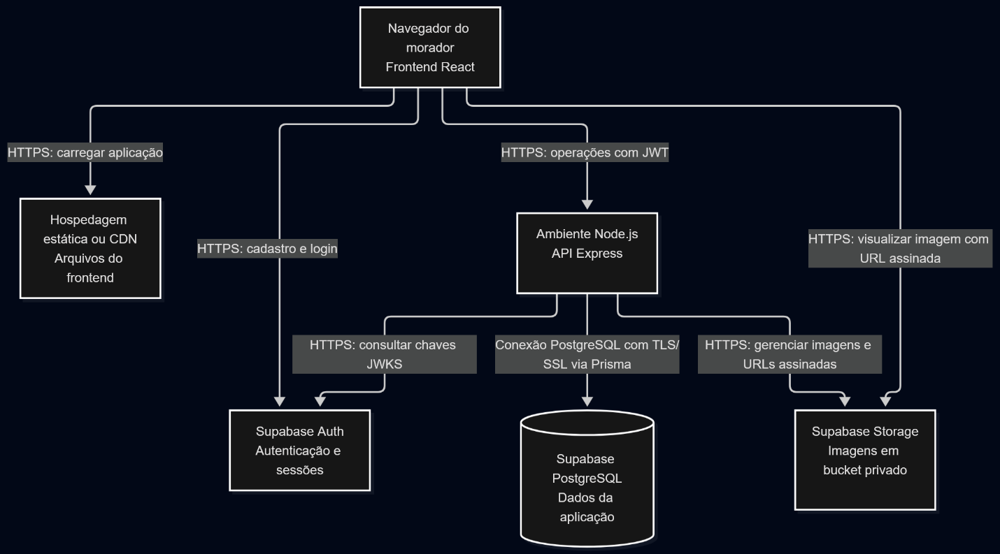 Navegador do
morador
Frontend React
HTTPS: carregar aplicação
HTTPS: operações com JWT
Hospedagem
estática ou CDN
Arquivos do
frontend
HTTPS: cadastro e login
Ambiente Node.js
API Express
HTTPS: visualizar imagem com
URL assinada
HTTPS: consultar chaves
JWKS
Conexão PostgreSQL com TLS/
SSL via Prisma
HTTPS: gerenciar imagens e
URLs assinadas
Supabase Auth
Autenticação e
sessões
Supabase
PostgreSQL
Dados da
aplicação
Supabase Storage
Imagens em
bucket privado